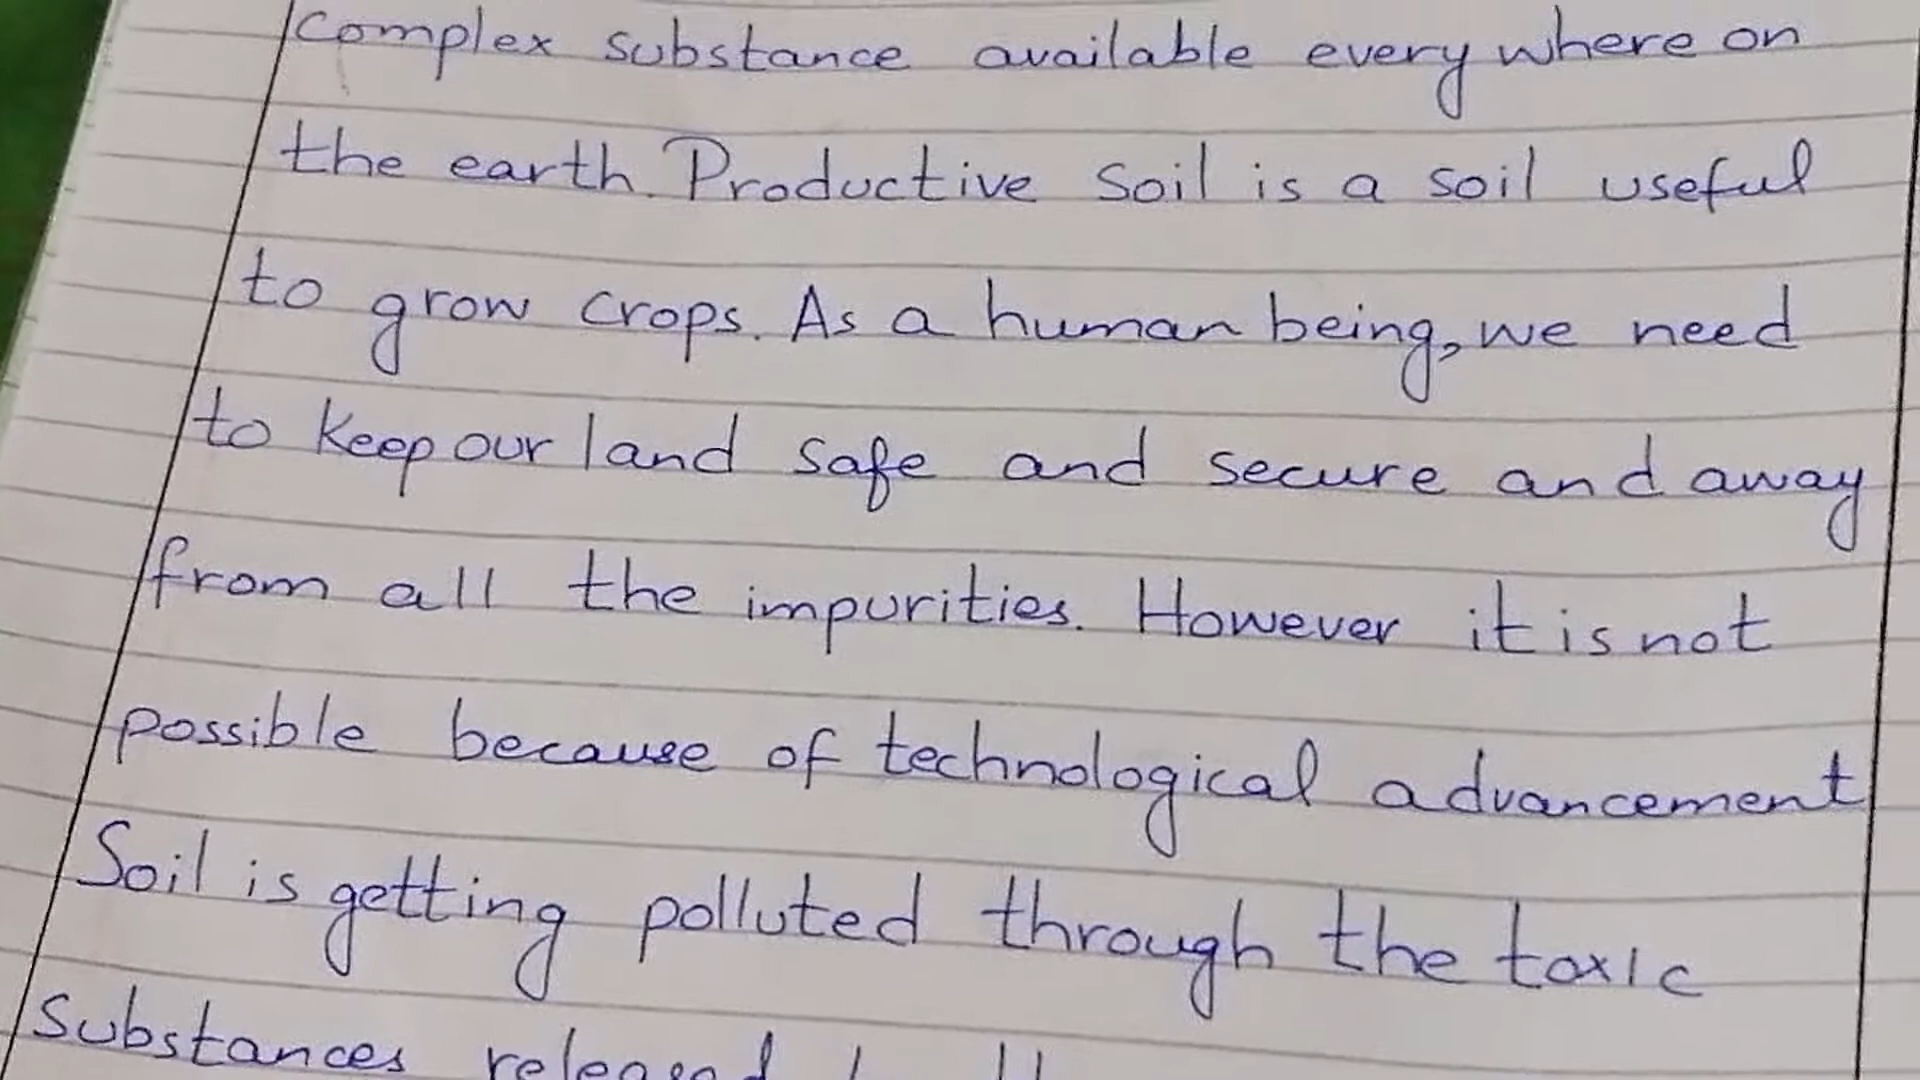 complex substance available every where on
the earth. Productive soil is a soil useful
to grow crops. As a human being, we need
to keep our land safe and secure and away
from all the impurities. However it is not
possible because of technological advancement
Soil is getting polluted through the toxic
substances released